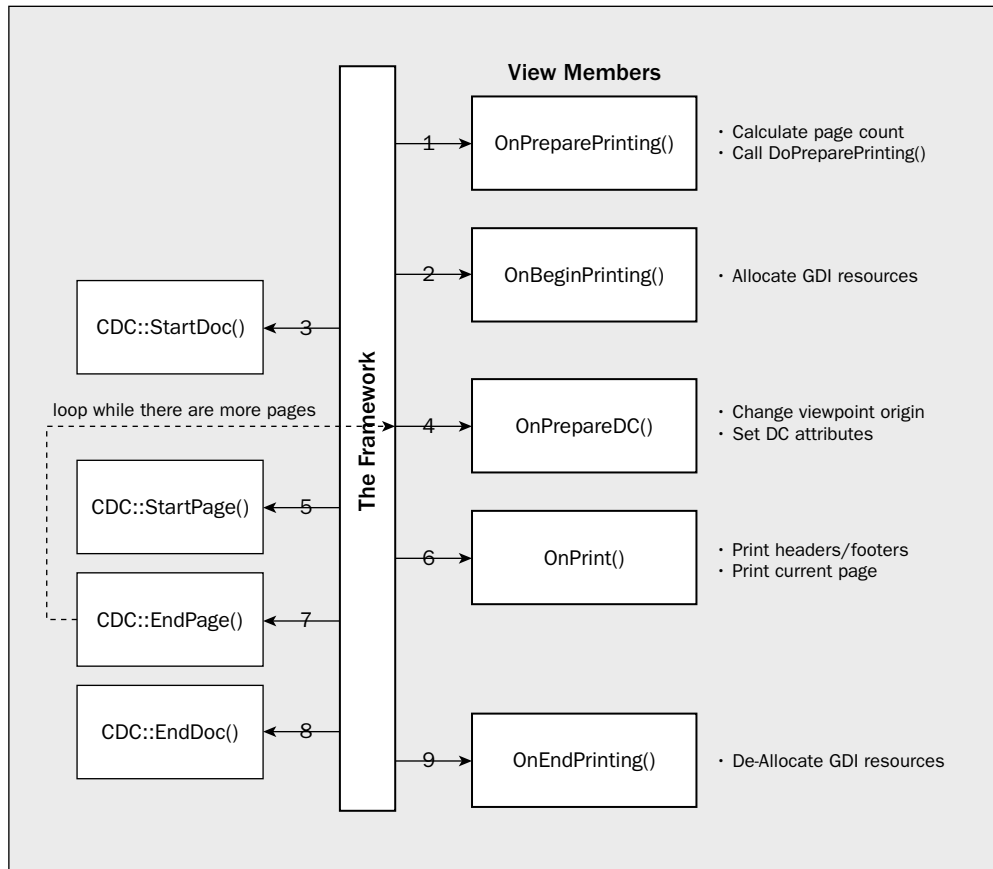 View Members
1
OnPreparePrinting()
· Calculate page count
· Call DoPreparePrinting()
2
OnBeginPrinting()
· Allocate GDI resources
CDC::StartDoc()
3
The Framework
loop while there are more pages
4
OnPrepareDC()
· Change viewpoint origin
· Set DC attributes
CDC::StartPage()
5
6
OnPrint()
· Print headers/footers
· Print current page
CDC::EndPage()
7
CDC::EndDoc()
8
9
OnEndPrinting()
· De-Allocate GDI resources